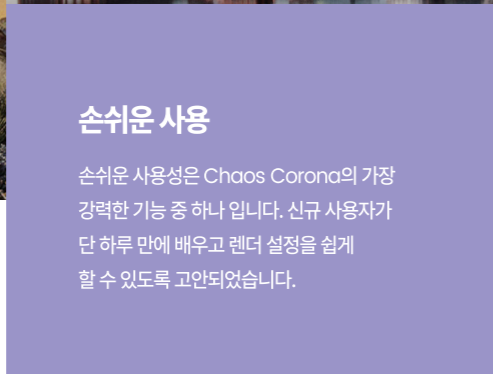 손쉬운 사용
손쉬운 사용성은 Chaos Corona의 가장
강력한 기능 중 하나 입니다. 신규 사용자가
단 하루 만에 배우고 렌더 설정을 쉽게
할 수 있도록 고안되었습니다.